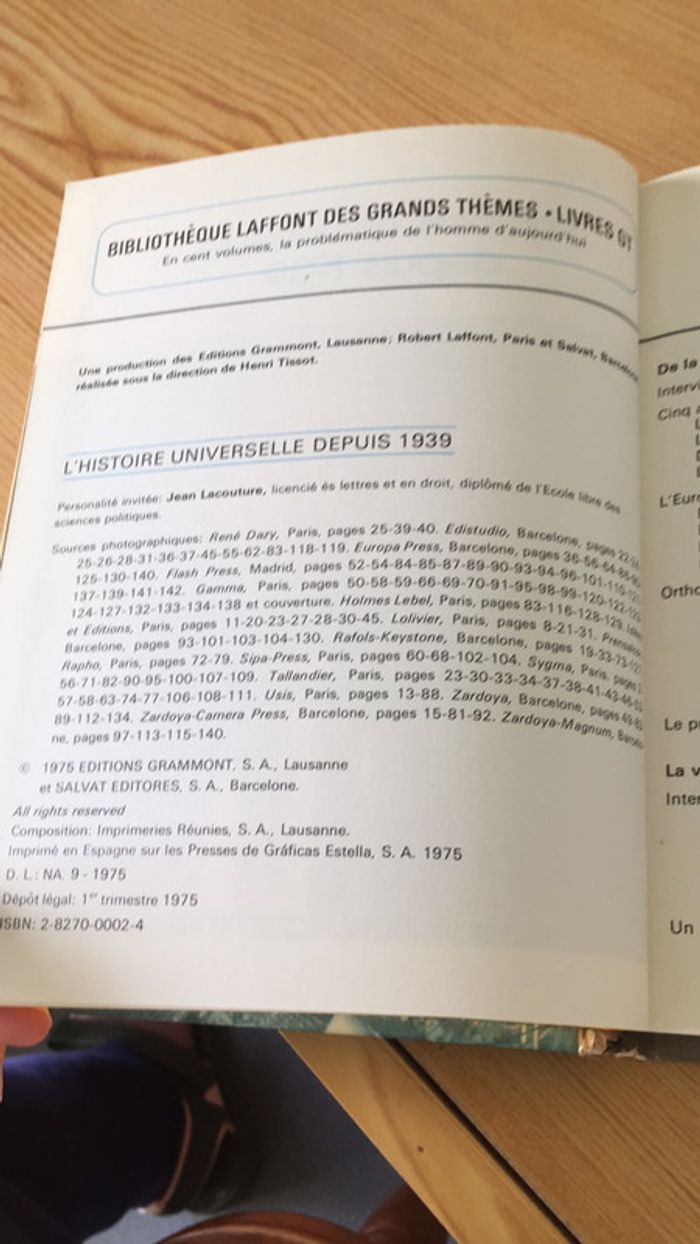 BIBLIOTHÈQUE LAFFONT DES GRANDS THÈMES • LIVRES GT
En cent volumes, la problématique de l'homme d'aujourd'hui
Une production des Editions Grammont, Lausanne; Robert Laffont, Paris et Salvat, Barcelone
réalisée sous la direction de Henri Tissot.
L'HISTOIRE UNIVERSELLE DEPUIS 1939
Personalité invitée: Jean Lacouture, licencié és lettres et en droit, diplômé de l'Ecole libre des
sciences politiques.
Sources photographiques: René Dazy, Paris, pages 25-39-40. Edistudio, Barcelone, pages
25-26-28-31-36-37-45-55-62-83-118-119. Europa Press, Barcelone, pages
125-130-140. Flash Press, Madrid, pages 52-54-84-85-87-89-90-93-94-96-101-
137-139-141-142. Gamma, Paris, pages 50-58-59-66-69-70-91-95-98-99-120-122-
124-127-132-133-134-138 et couverture. Holmes Lebel, Paris, pages 83-116-128-129.
et Editions, Paris, pages 11-20-23-27-28-30-45. Lolivier, Paris, pages 8-21-31.
Barcelone, pages 93-101-103-104-130. Rafols-Keystone, Barcelone, pages 19-33-73-
Rapho, Paris, pages 72-79. Sipa-Press, Paris, pages 60-68-102-104. Sygma, Paris, pages
56-71-82-90-95-100-107-109. Tallandier, Paris, pages 23-30-33-34-37-38-41-43-
57-58-63-74-77-106-108-111. Usis, Paris, pages 13-88. Zardoya, Barcelone, pages
89-112-134. Zardoya-Camera Press, Barcelone, pages 15-81-92. Zardoya-Magnum,
ne, pages 97-113-115-140.
© 1975 EDITIONS GRAMMONT, S. A., Lausanne
et SALVAT EDITORES, S. A., Barcelone.
All rights reserved
Composition: Imprimeries Réunies, S. A., Lausanne.
Imprimé en Espagne sur les Presses de Gráficas Estella, S. A. 1975
D. L.: NA. 9 - 1975
Dépôt légal: 1er trimestre 1975
ISBN: 2-8270-0002-4
De la
Cinq
Le
La
Un